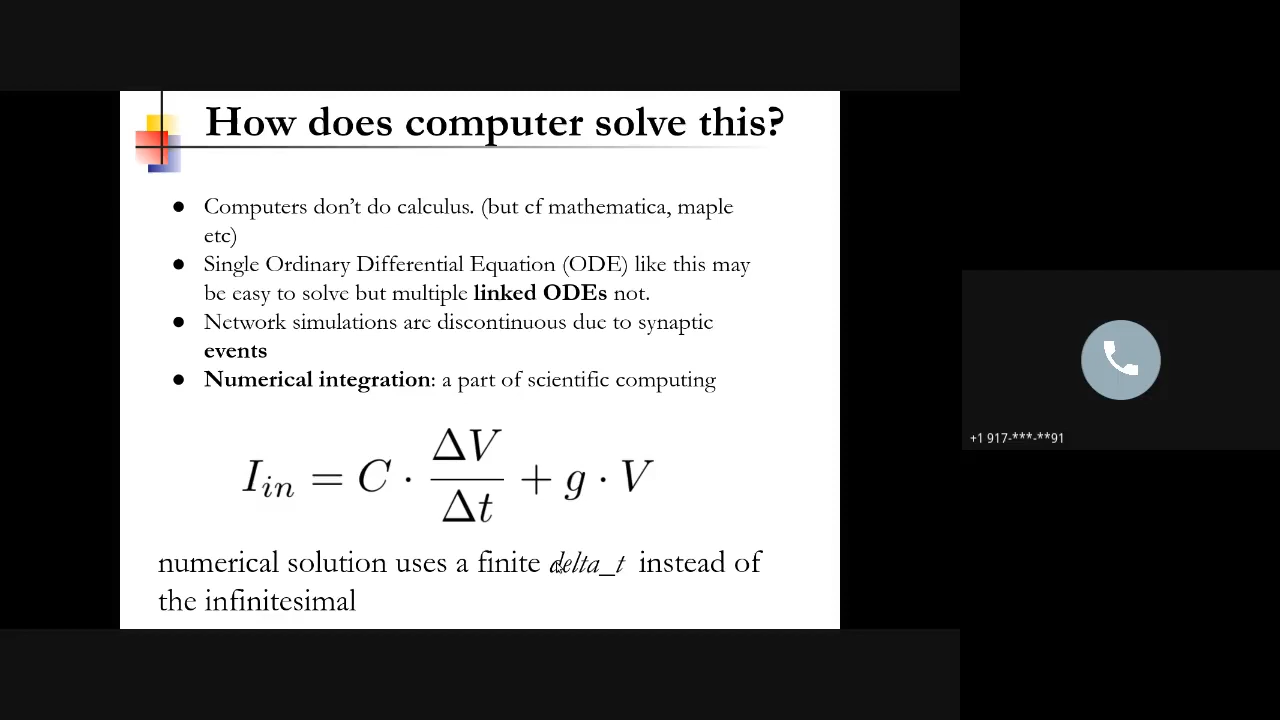 How does computer solve this?
● Computers don’t do calculus. (but cf mathematica, maple
etc)
● Single Ordinary Differential Equation (ODE) like this may
be easy to solve but multiple linked ODEs not.
● Network simulations are discontinuous due to synaptic
events
● Numerical integration: a part of scientific computing
I_{in} = C · \frac{ΔV}{Δt} + g · V
numerical solution uses a finite delta_t instead of
the infinitesimal
+1 917-***-**91